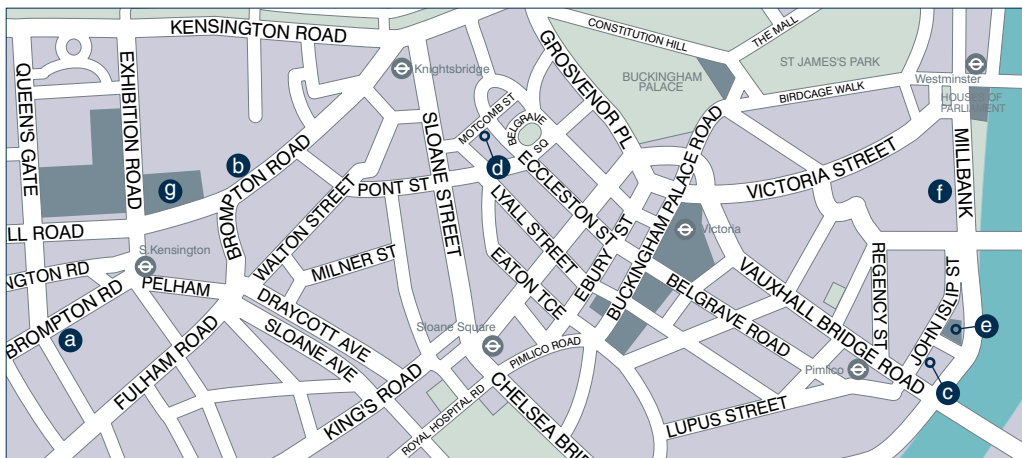 KENSINGTON ROAD
CONSTITUTION HILL
THE MALL
QUEEN'S GATE
EXHIBITION ROAD
Knightsbridge
GROSVENOR PL
BUCKINGHAM
PALACE
ST JAMES'S PARK
BIRDCAGE WALK
Westminster
HOUSES OF
PARLIAMENT
MOTCOMB ST
BELGRAVE
SQ
SLOANE STREET
b
d
g
BROMPTON ROAD
PONT ST
ECCLESTON ST
BUCKINGHAM PALACE ROAD
VICTORIA STREET
MILLBANK
f
WALTON STREET
LYALL STREET
BROMPTON ROAD
LL ROAD
S.Kensington
NGTON RD
MILNER ST
EATON TCE
EBURY ST
Victoria
REGENCY ST
JOHN ISLIP ST
PELHAM
DRAYCOTT AVE
SLOANE AVE
BELGRAVE ROAD
VAUXHALL BRIDGE ROAD
BROMPTON RD
a
e
FULHAM ROAD
Sloane Square
PIMLICO ROAD
Pimlico
c
KING'S ROAD
ROYAL HOSPITAL RD
CHELSEA BRI
LUPUS STREET